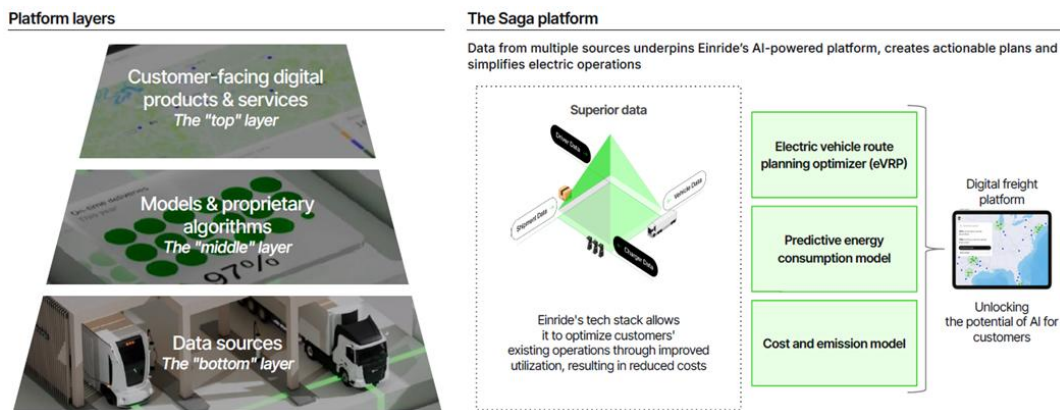 Platform layers
Customer-facing digital
products & services
The "top" layer
Models & proprietary
algorithms
The "middle" layer
97%
Data sources
The "bottom" layer
The Saga platform
Data from multiple sources underpins Einride's AI-powered platform, creates actionable plans and
simplifies electric operations
Superior data
Driver Data
Shipment Data
Vehicle Data
Charger Data
Einride's tech stack allows
it to optimize customers'
existing operations through improved
utilization, resulting in reduced costs
Electric vehicle route
planning optimizer (eVRP)
Predictive energy
consumption model
Cost and emission model
Digital freight
platform
Unlocking
the potential of AI for
customers